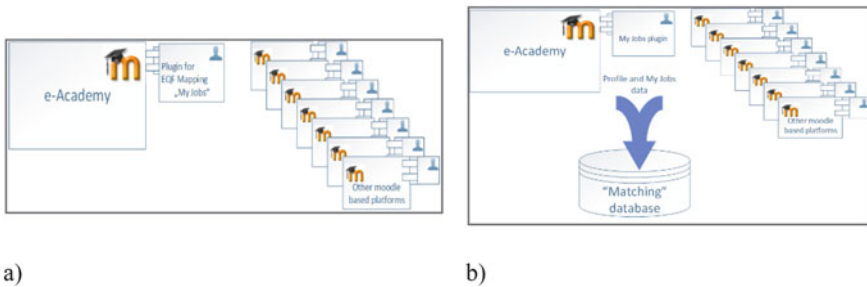 e-Academy
Plugin for
EQF Mapping
„My Jobs"
Other moodle
based platforms
a)
e-Academy
My Jobs plugin
Profile and My Jobs
data
Other moodle
based platforms
"Matching"
database
b)